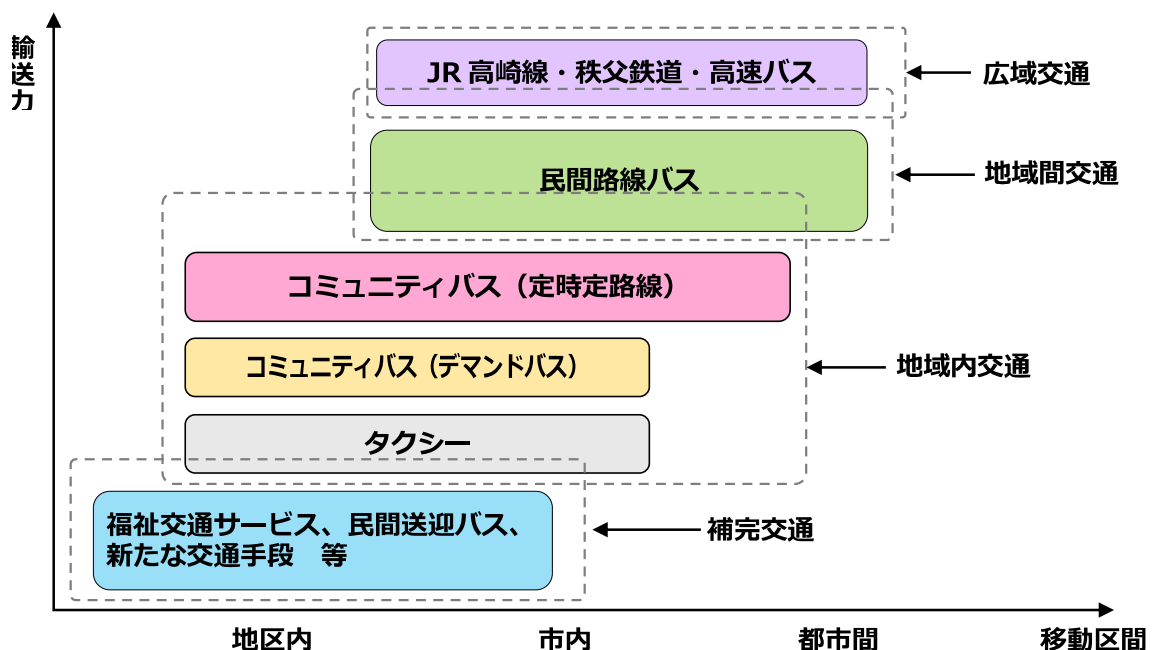 輸送力
JR 高崎線・秩父鉄道・高速バス
広域交通
民間路線バス
地域間交通
コミュニティバス（定時定路線）
コミュニティバス（デマンドバス）
地域内交通
タクシー
福祉交通サービス、民間送迎バス、
新たな交通手段　等
補完交通
地区内
市内
都市間
移動区間